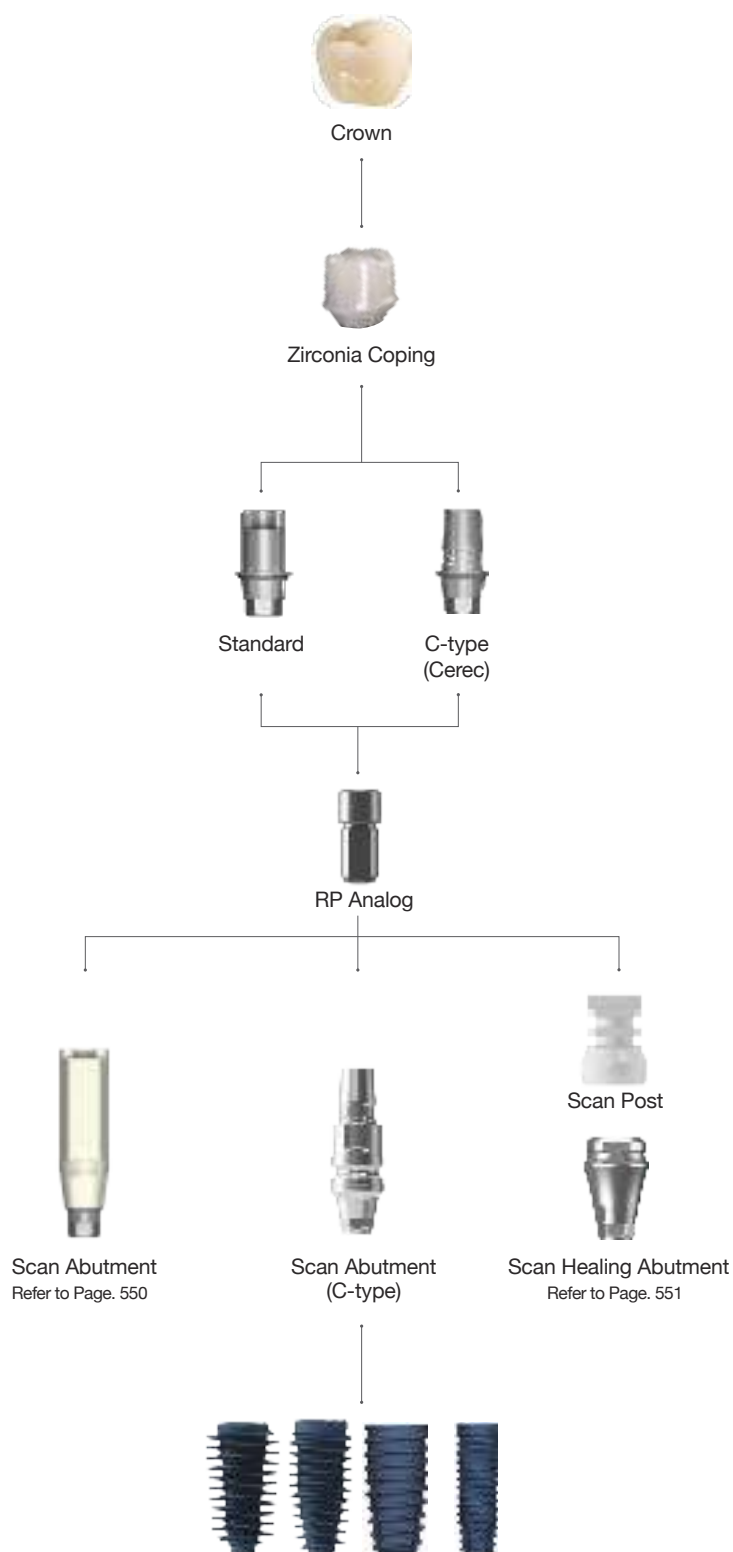 Crown
Zirconia Coping
Standard
C-type
(Cerec)
RP Analog
Scan Post
Scan Abutment
Refer to Page. 550
Scan Abutment
(C-type)
Scan Healing Abutment
Refer to Page. 551